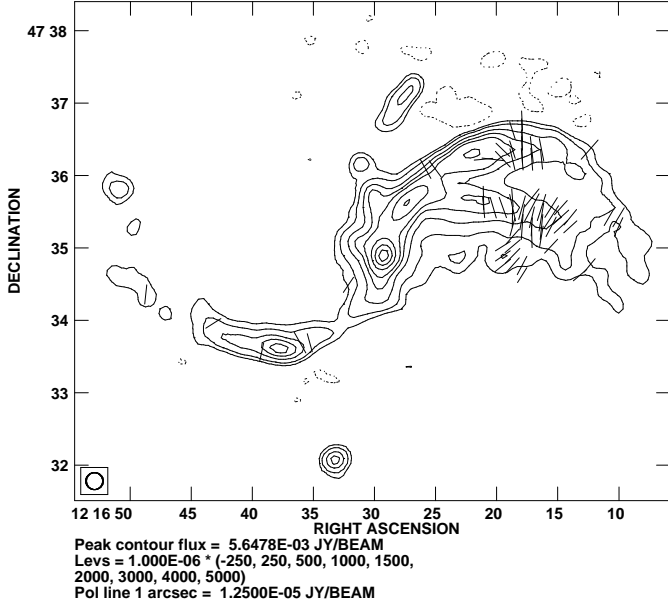 47 38
37
36
35
34
33
32
DECLINATION
12 16 50 45 40 35 30 25 20 15 10
RIGHT ASCENSION
Peak contour flux = 5.6478E-03 JY/BEAM
Levs = 1.000E-06 * (-250, 250, 500, 1000, 1500,
2000, 3000, 4000, 5000)
Pol line 1 arcsec = 1.2500E-05 JY/BEAM